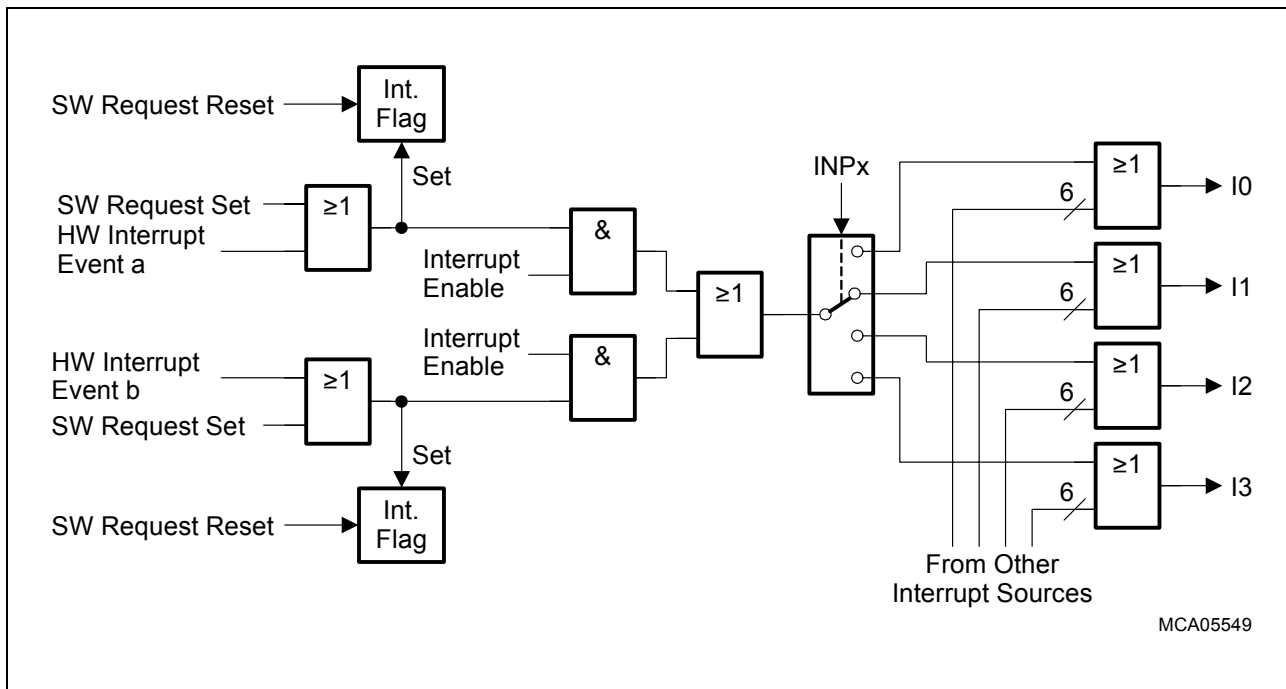 SW Request Reset
Int.
Flag
Set
SW Request Set
HW Interrupt
Event a
≥1
&
Interrupt
Enable
≥1
INPx
Interrupt
Enable
&
HW Interrupt
Event b
SW Request Set
≥1
Set
SW Request Reset
Int.
Flag
≥1
6
I0
≥1
6
I1
≥1
6
I2
≥1
6
I3
From Other
Interrupt Sources
MCA05549